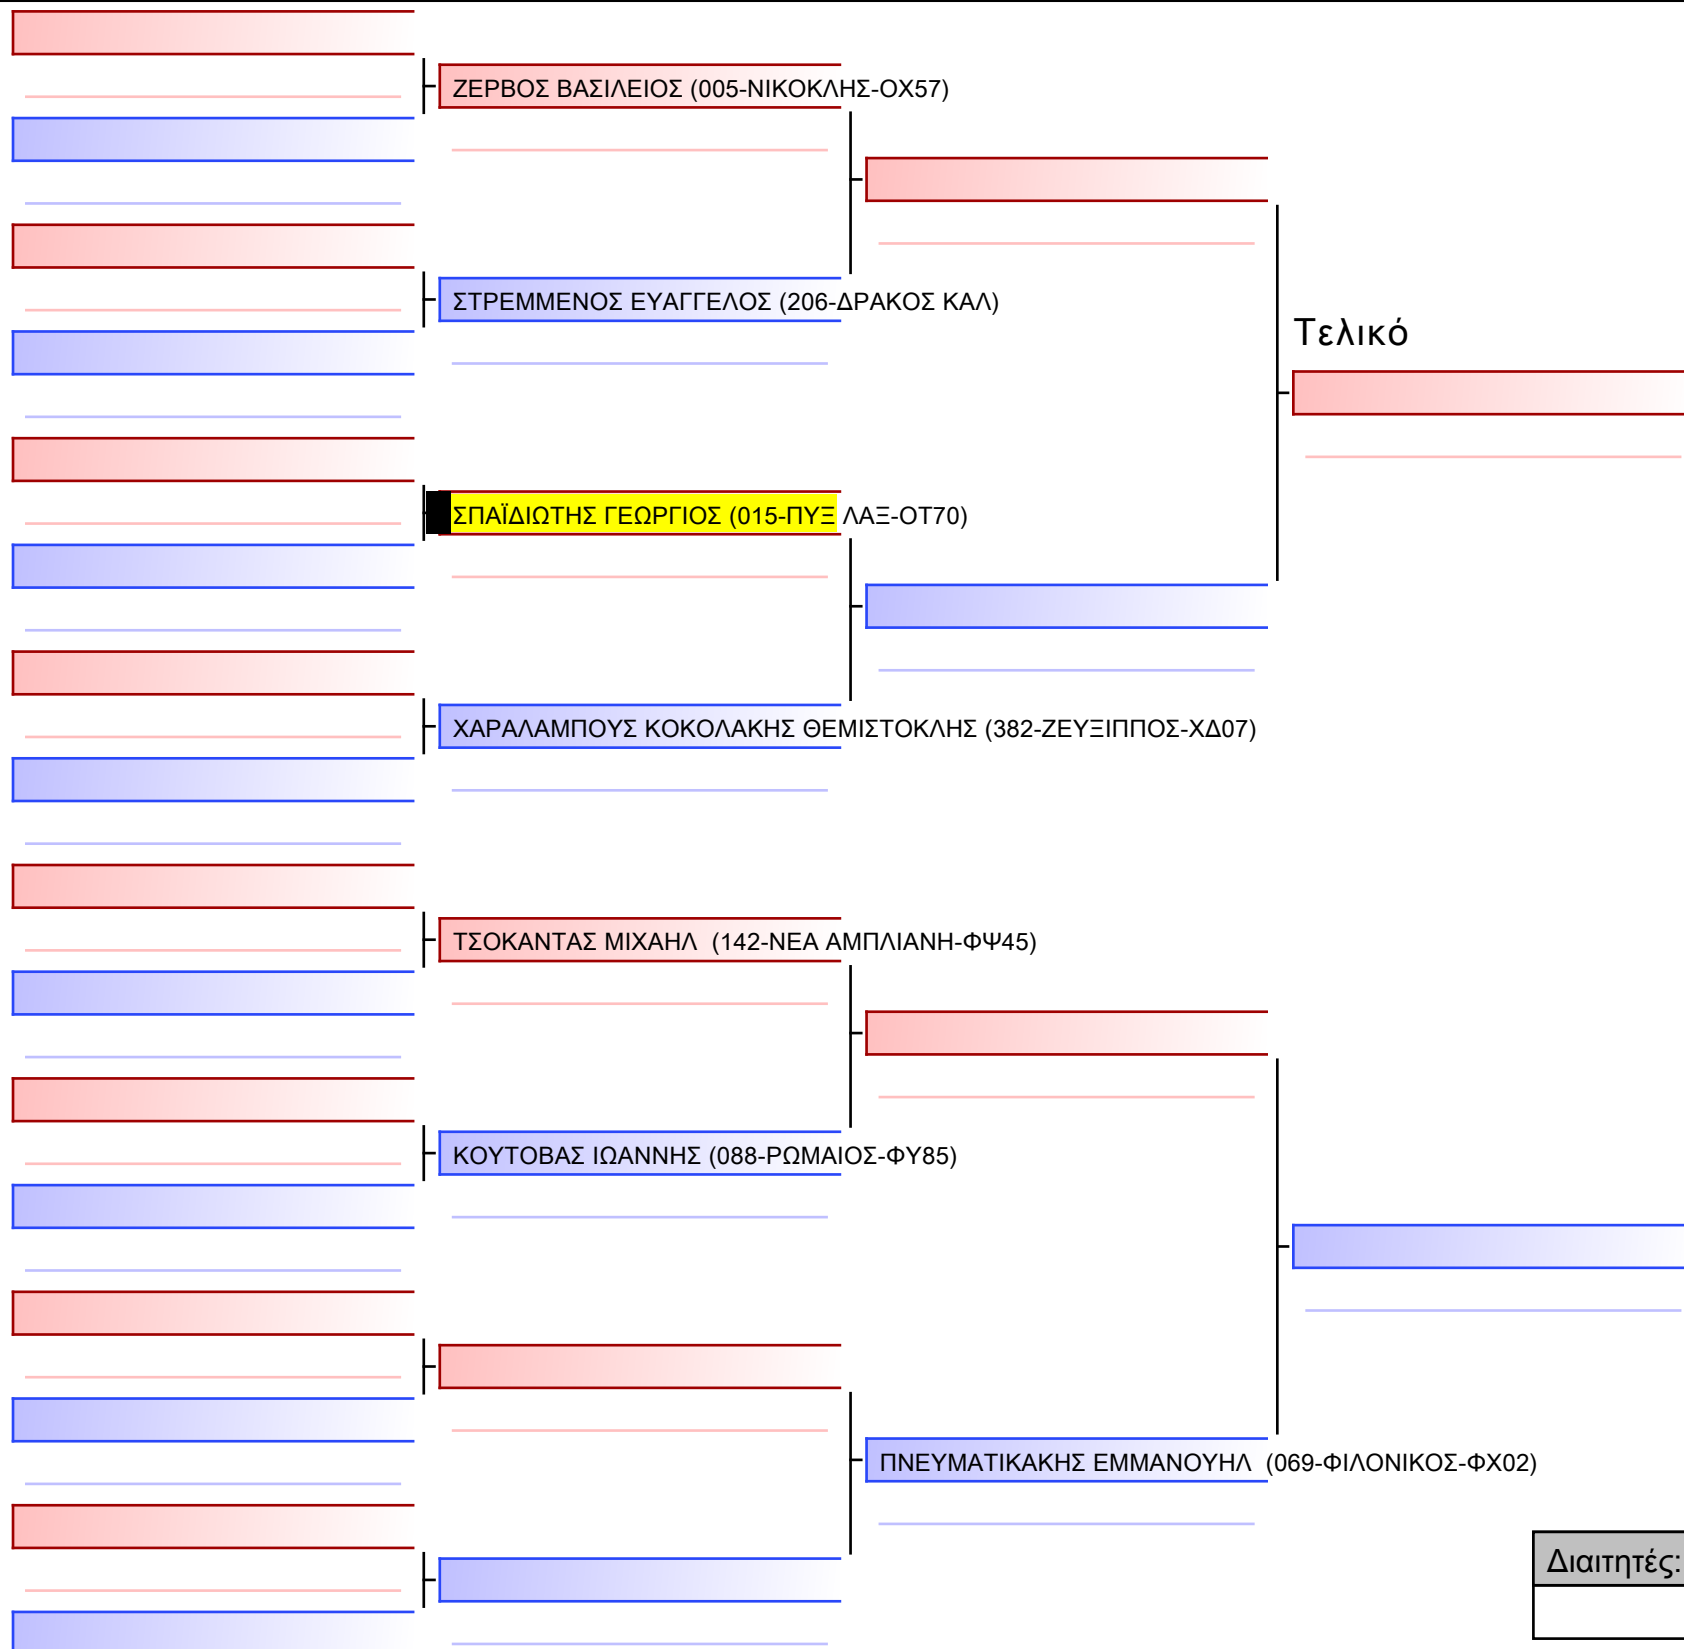 ΖΕΡΒΟΣ ΒΑΣΙΛΕΙΟΣ (005-ΝΙΚΟΚΛΗΣ-ΟΧ57)
ΣΤΡΕΜΜΕΝΟΣ ΕΥΑΓΓΕΛΟΣ (206-ΔΡΑΚΟΣ ΚΑΛ)
Τελικό
ΣΠΑΪΔΙΩΤΗΣ ΓΕΩΡΓΙΟΣ (015-ΠΥΞ ΛΑΞ-ΟΤ70)
ΧΑΡΑΛΑΜΠΟΥΣ ΚΟΚΟΛΑΚΗΣ ΘΕΜΙΣΤΟΚΛΗΣ (382-ΖΕΥΞΙΠΠΟΣ-ΧΔ07)
ΤΣΟΚΑΝΤΑΣ ΜΙΧΑΗΛ (142-ΝΕΑ ΑΜΠΛΙΑΝΗ-ΦΨ45)
ΚΟΥΤΟΒΑΣ ΙΩΑΝΝΗΣ (088-ΡΩΜΑΙΟΣ-ΦΥ85)
ΠΝΕΥΜΑΤΙΚΑΚΗΣ ΕΜΜΑΝΟΥΗΛ (069-ΦΙΛΟΝΙΚΟΣ-ΦΧ02)
Διαιτητές: